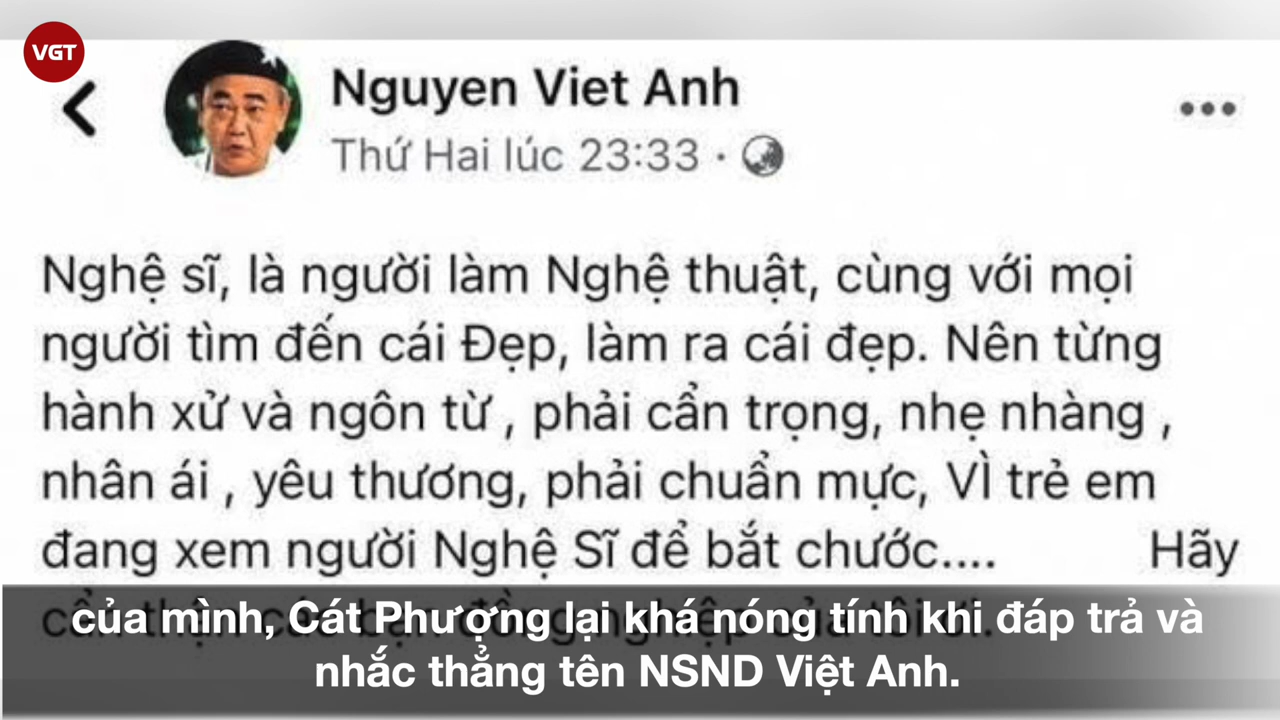 VGT
Nguyen Viet Anh
Thứ Hai lúc 23:33 ·
Nghệ sĩ, là người làm Nghệ thuật, cùng với mọi
người tìm đến cái Đẹp, làm ra cái đẹp. Nên từng
hành xử và ngôn từ , phải cẩn trọng, nhẹ nhàng ,
nhân ái , yêu thương, phải chuẩn mực, VÌ trẻ em
đang xem người Nghệ Sĩ để bắt chước.... Hãy
của mình, Cát Phượng lại khá nóng tính khi đáp trả và
nhắc thẳng tên NSND Việt Anh.